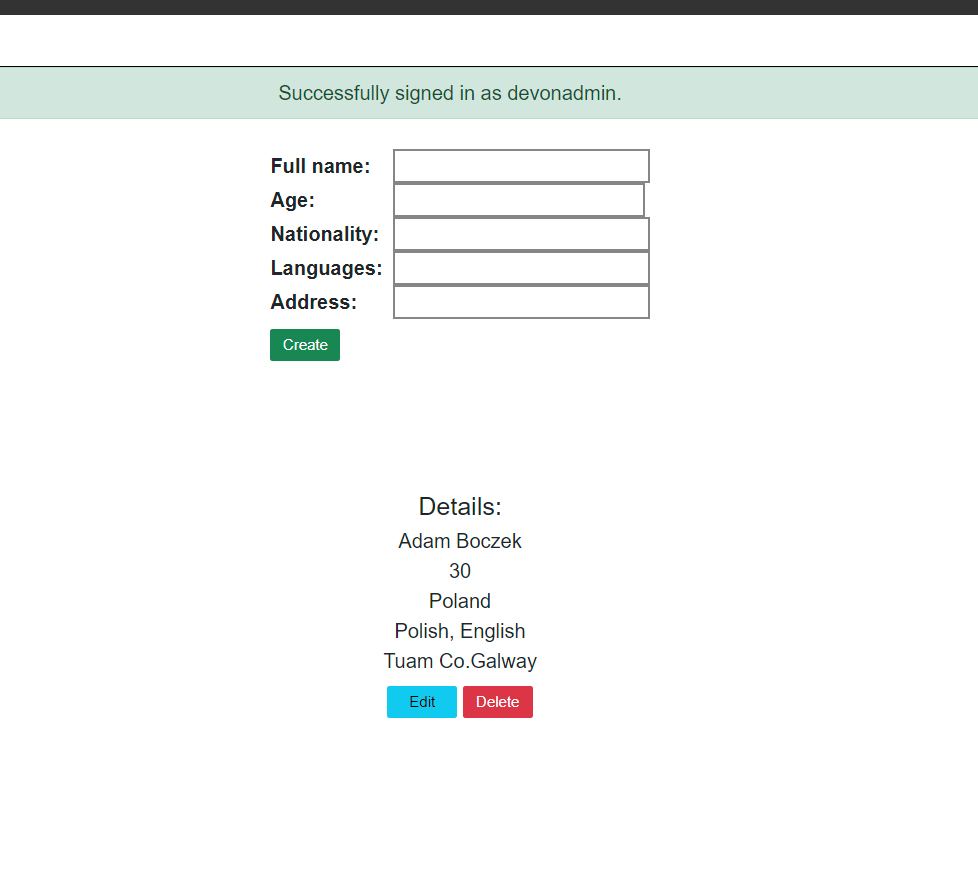 Successfully signed in as devonadmin.
Full name:
Age:
Nationality:
Languages:
Address:
Create
Details:
Adam Boczek
30
Poland
Polish, English
Tuam Co.Galway
Edit Delete